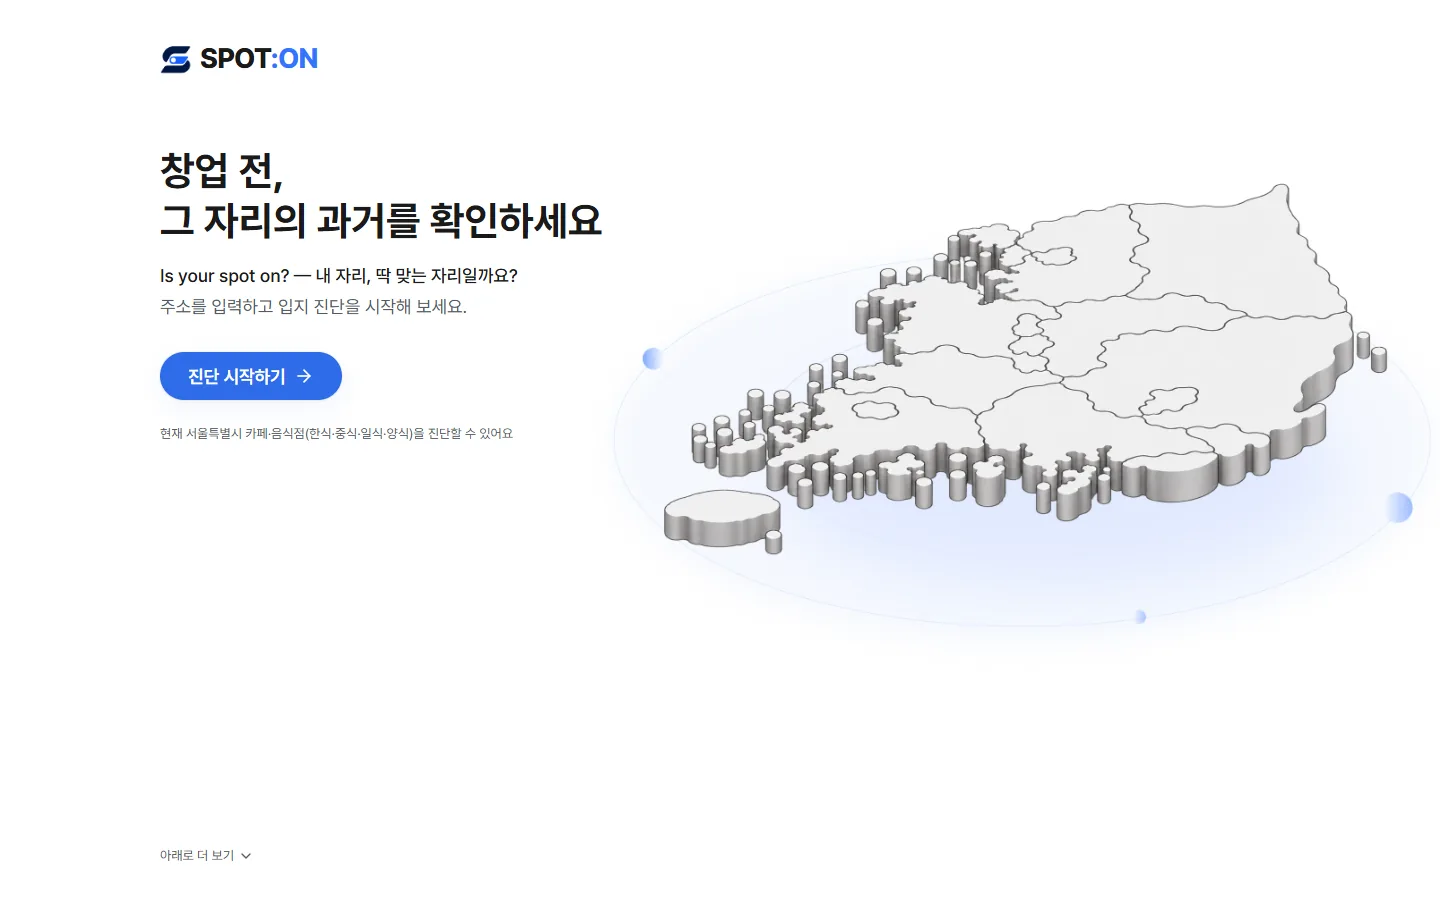 SPOT:ON
창업 전,
그 자리의 과거를 확인하세요
Is your spot on? — 내 자리, 딱 맞는 자리일까요?
주소를 입력하고 입지 진단을 시작해 보세요.
진단 시작하기 →
현재 서울특별시 카페·음식점(한식·중식·일식·양식)을 진단할 수 있어요
아래로 더 보기